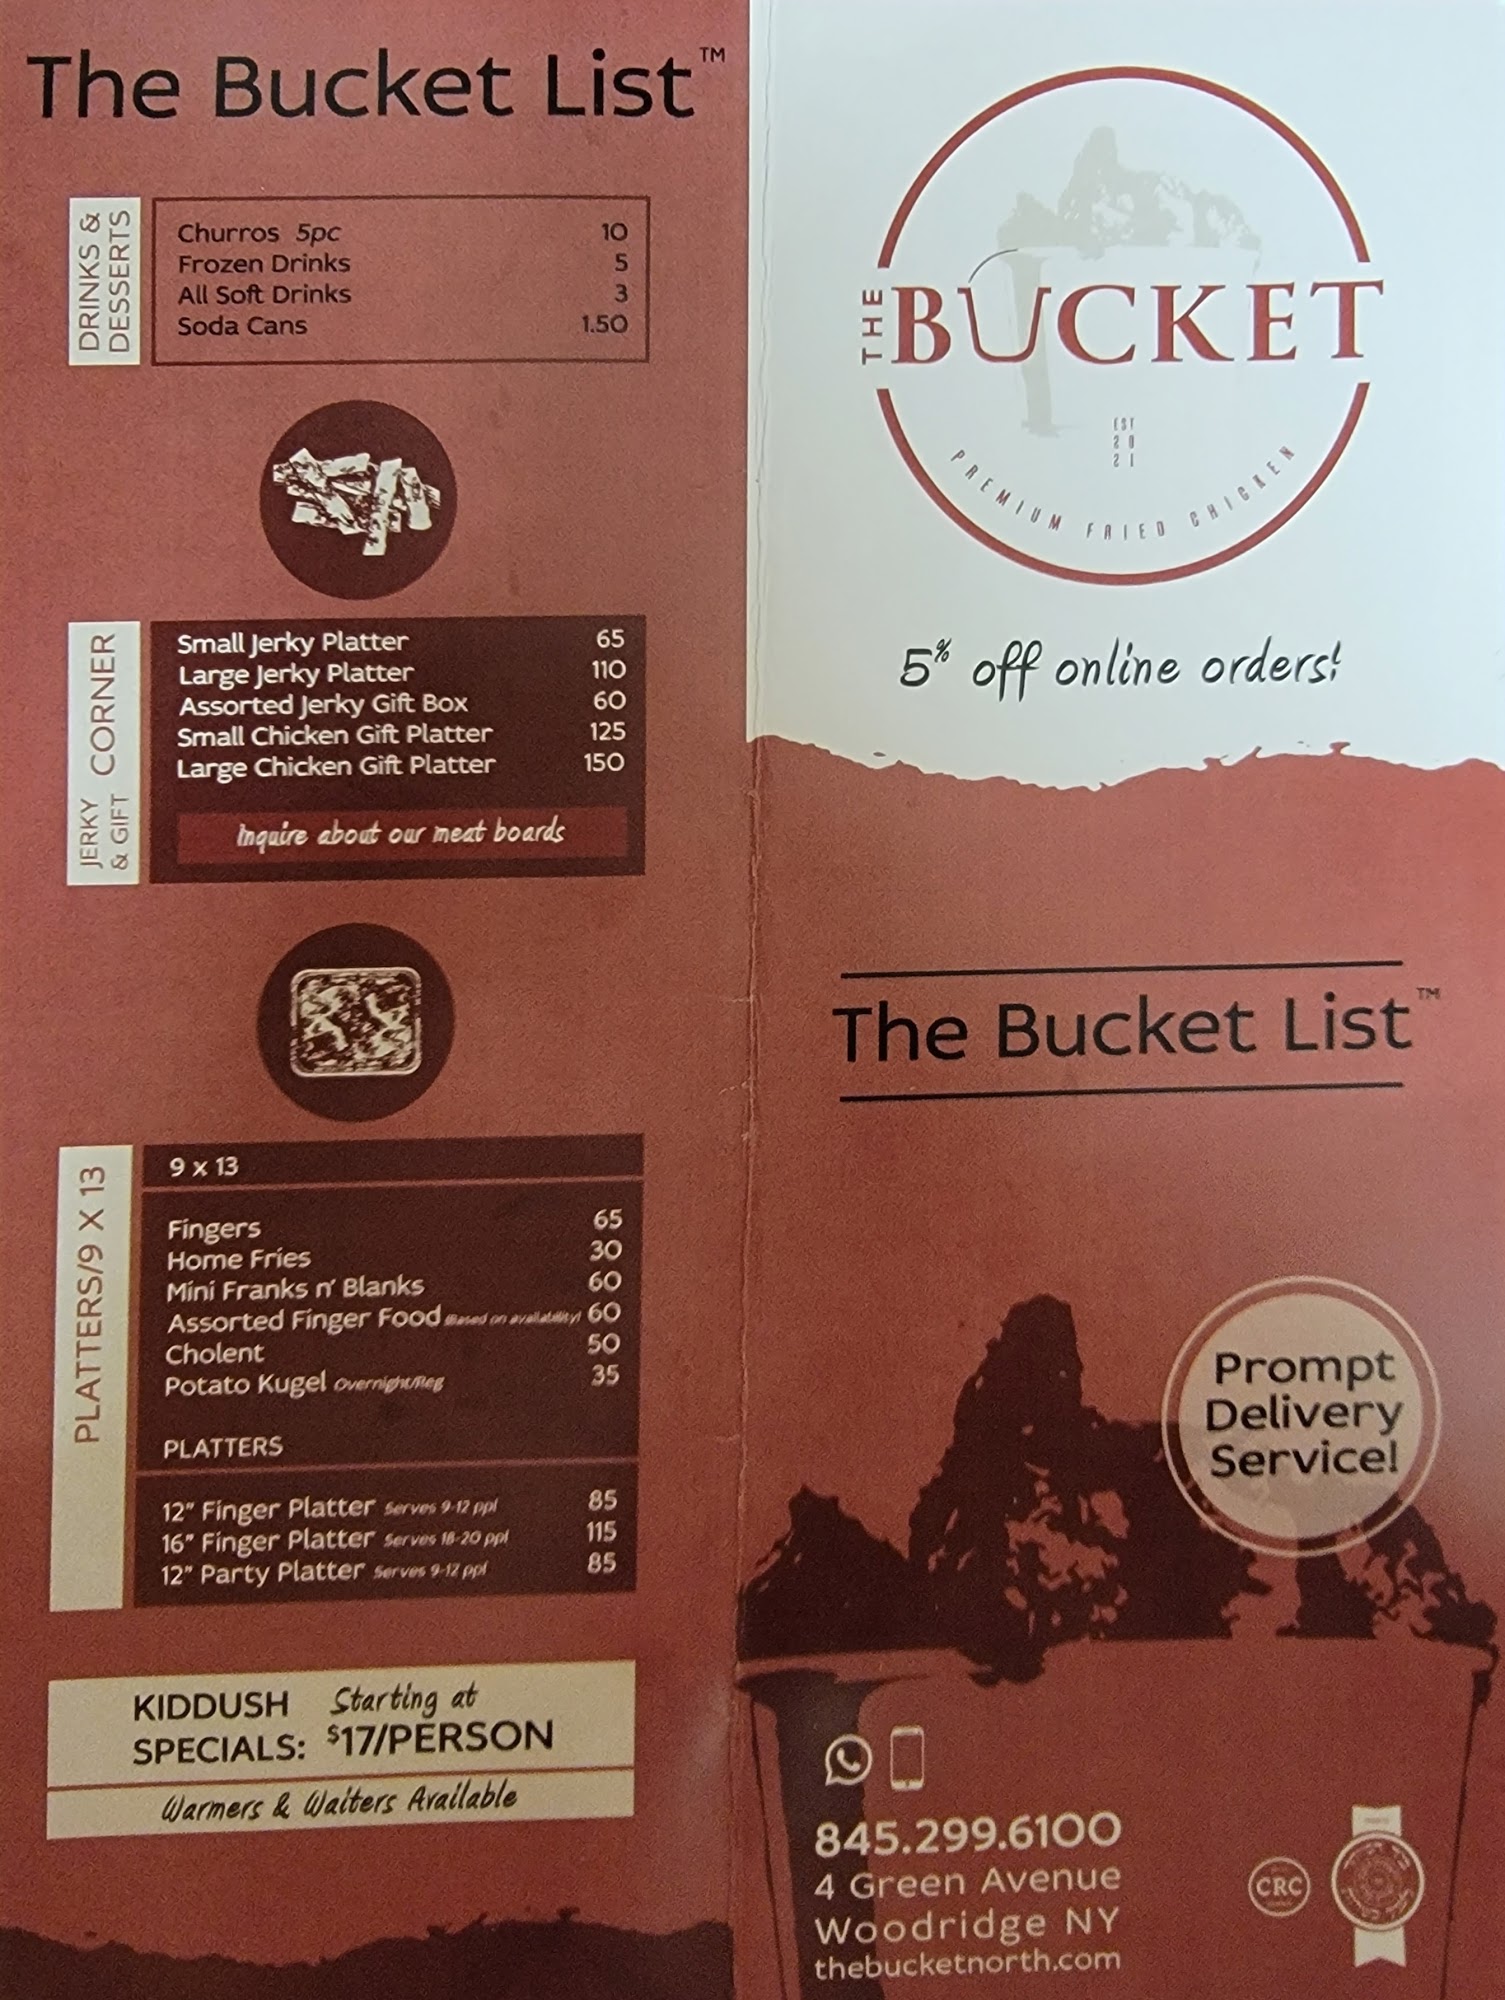 The Bucket List™
DRINKS &
DESSERTS
Churros 5pc 10
Frozen Drinks 5
All Soft Drinks 3
Soda Cans 1.50
JERKY CORNER
& GIFT
Small Jerky Platter 65
Large Jerky Platter 110
Assorted Jerky Gift Box 60
Small Chicken Gift Platter 125
Large Chicken Gift Platter 150
Inquire about our meat boards
PLATTERS/9 X 13
9 x 13
Fingers 65
Home Fries 30
Mini Franks n' Blanks 60
Assorted Finger Food (Based on availability) 60
Cholent 50
Potato Kugel Overnight/Reg 35
PLATTERS
12" Finger Platter Serves 9-12 ppl 85
16" Finger Platter Serves 18-20 ppl 115
12" Party Platter Serves 9-12 ppl 85
KIDDUSH Starting at
SPECIALS: $17/PERSON
Warmers & Waiters Available
THE BUCKET
EST
20
21
PREMIUM FRIED CHICKEN
5% off online orders!
The Bucket List™
Prompt
Delivery
Service!
845.299.6100
4 Green Avenue
Woodridge NY
thebucketnorth.com
CRC